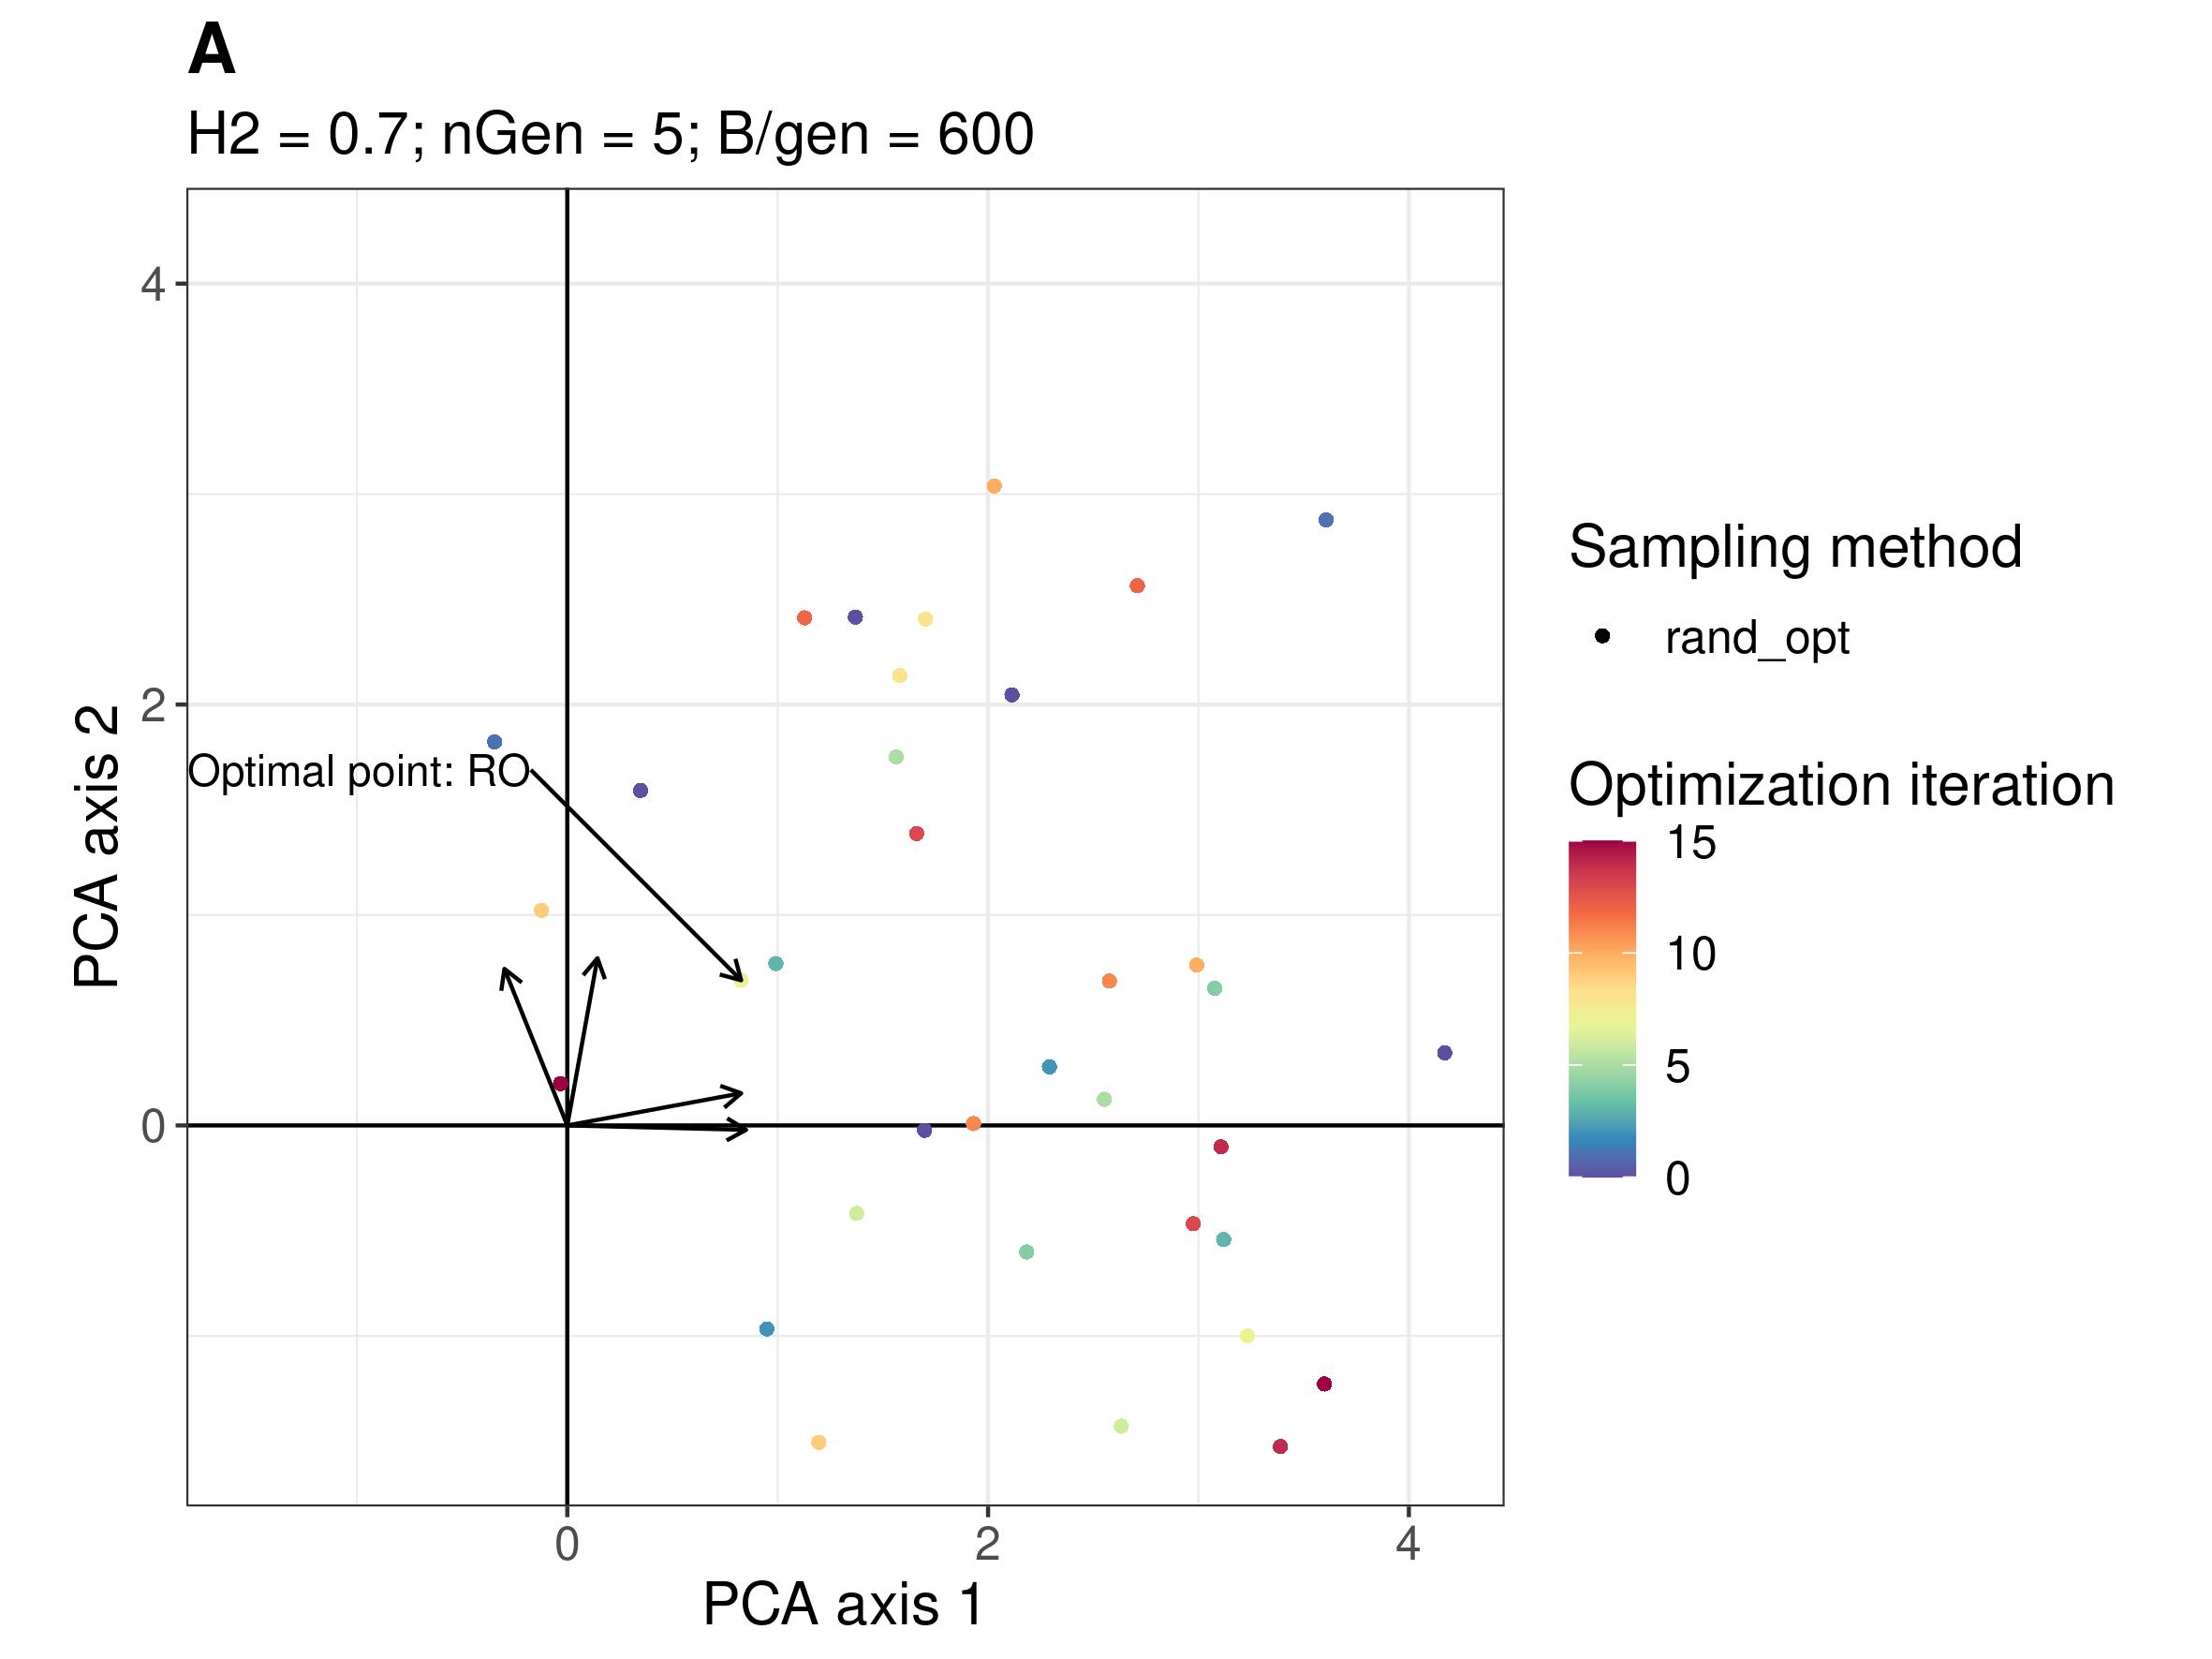 A
H2 = 0.7; nGen = 5; B/gen = 600
4
2
0
PCA axis 2
Optimal point: RO
0
2
4
PCA axis 1
Sampling method
rand_opt
Optimization iteration
15
10
5
0